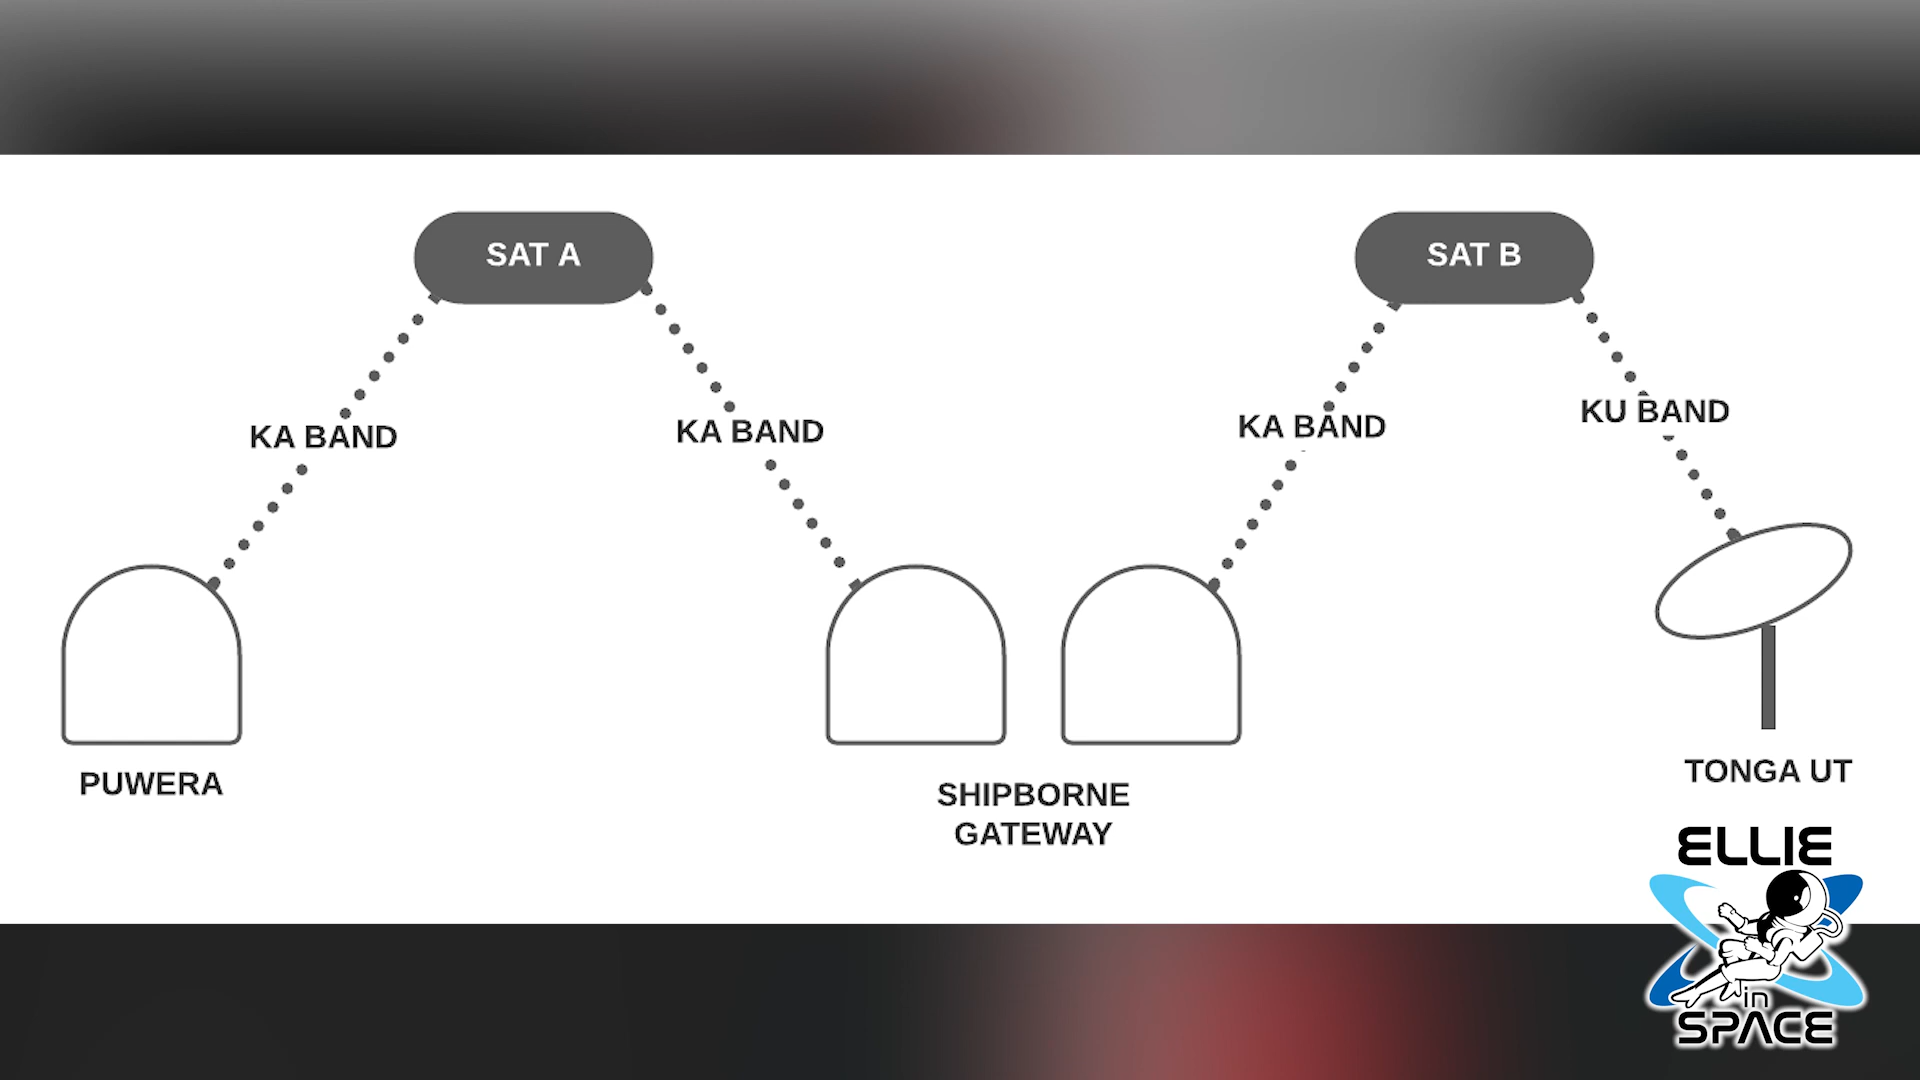 SAT A
SAT B
KA BAND
KA BAND
KA BAND
KU BAND
PUWERA
SHIPBORNE
GATEWAY
TONGA UT
ELLIE
in
SPACE